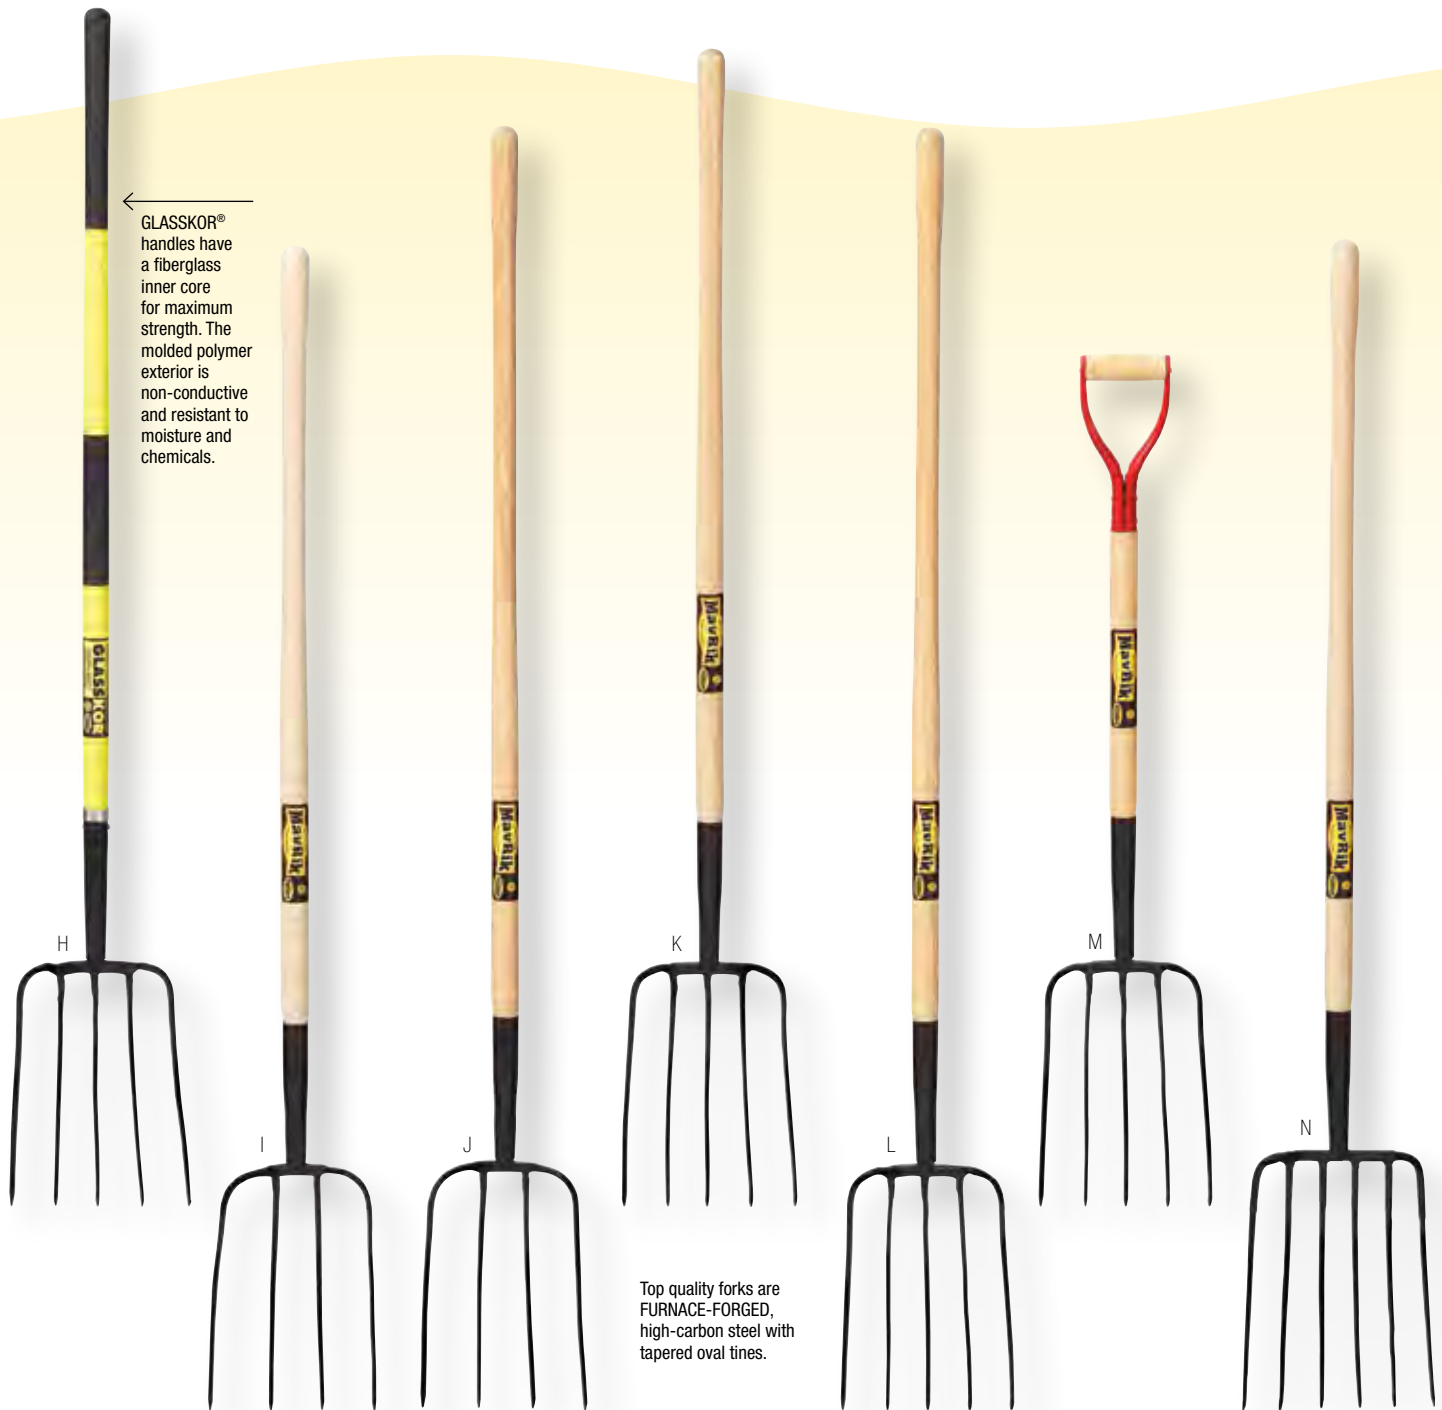 GLASSKOR®
handles have
a fiberglass
inner core
for maximum
strength. The
molded polymer
exterior is
non-conductive
and resistant to
moisture and
chemicals.
GLASSKOR
MavRik
MavRik
MavRik
MavRik
MavRik
MavRik
H
I
J
K
L
M
N
Top quality forks are
FURNACE-FORGED,
high-carbon steel with
tapered oval tines.